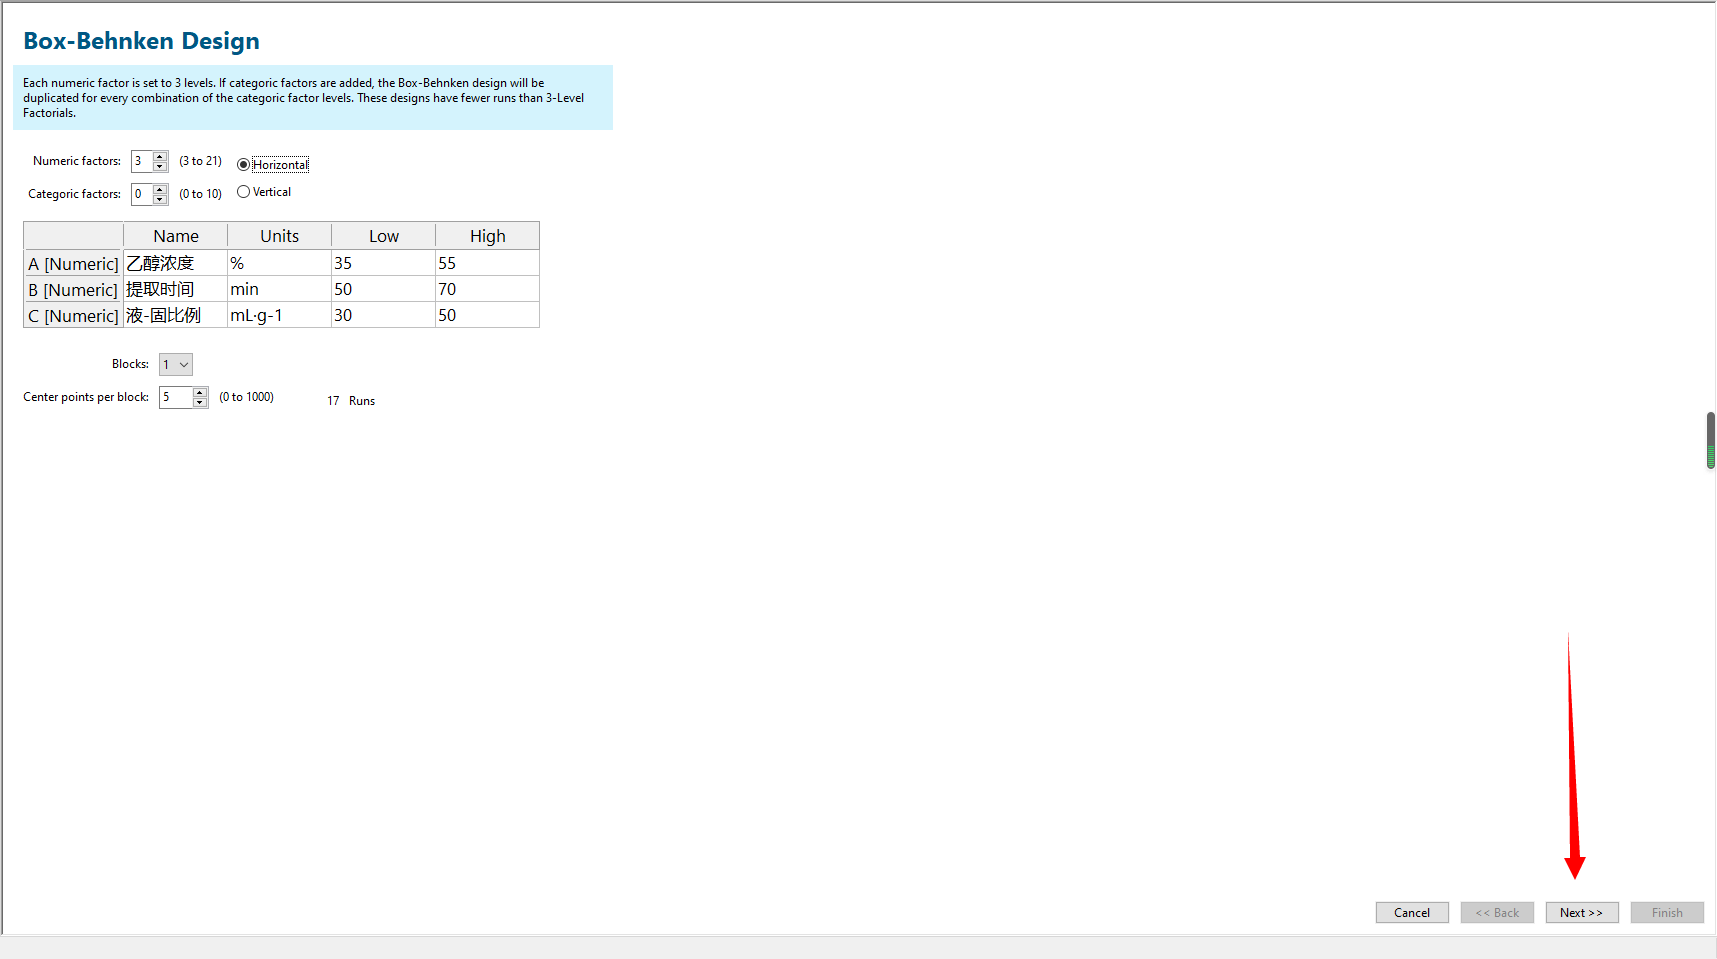 Box-Behnken Design
Each numeric factor is set to 3 levels. If categoric factors are added, the Box-Behnken design will be
duplicated for every combination of the categoric factor levels. These designs have fewer runs than 3-Level
Factorials.
Numeric factors: 3 (3 to 21) Horizontal
Categoric factors: 0 (0 to 10) Vertical
Name Units Low High
A [Numeric] 乙醇浓度 % 35 55
B [Numeric] 提取时间 min 50 70
C [Numeric] 液-固比例 mL·g-1 30 50
Blocks: 1
Center points per block: 5 (0 to 1000) 17 Runs
Cancel << Back Next >> Finish